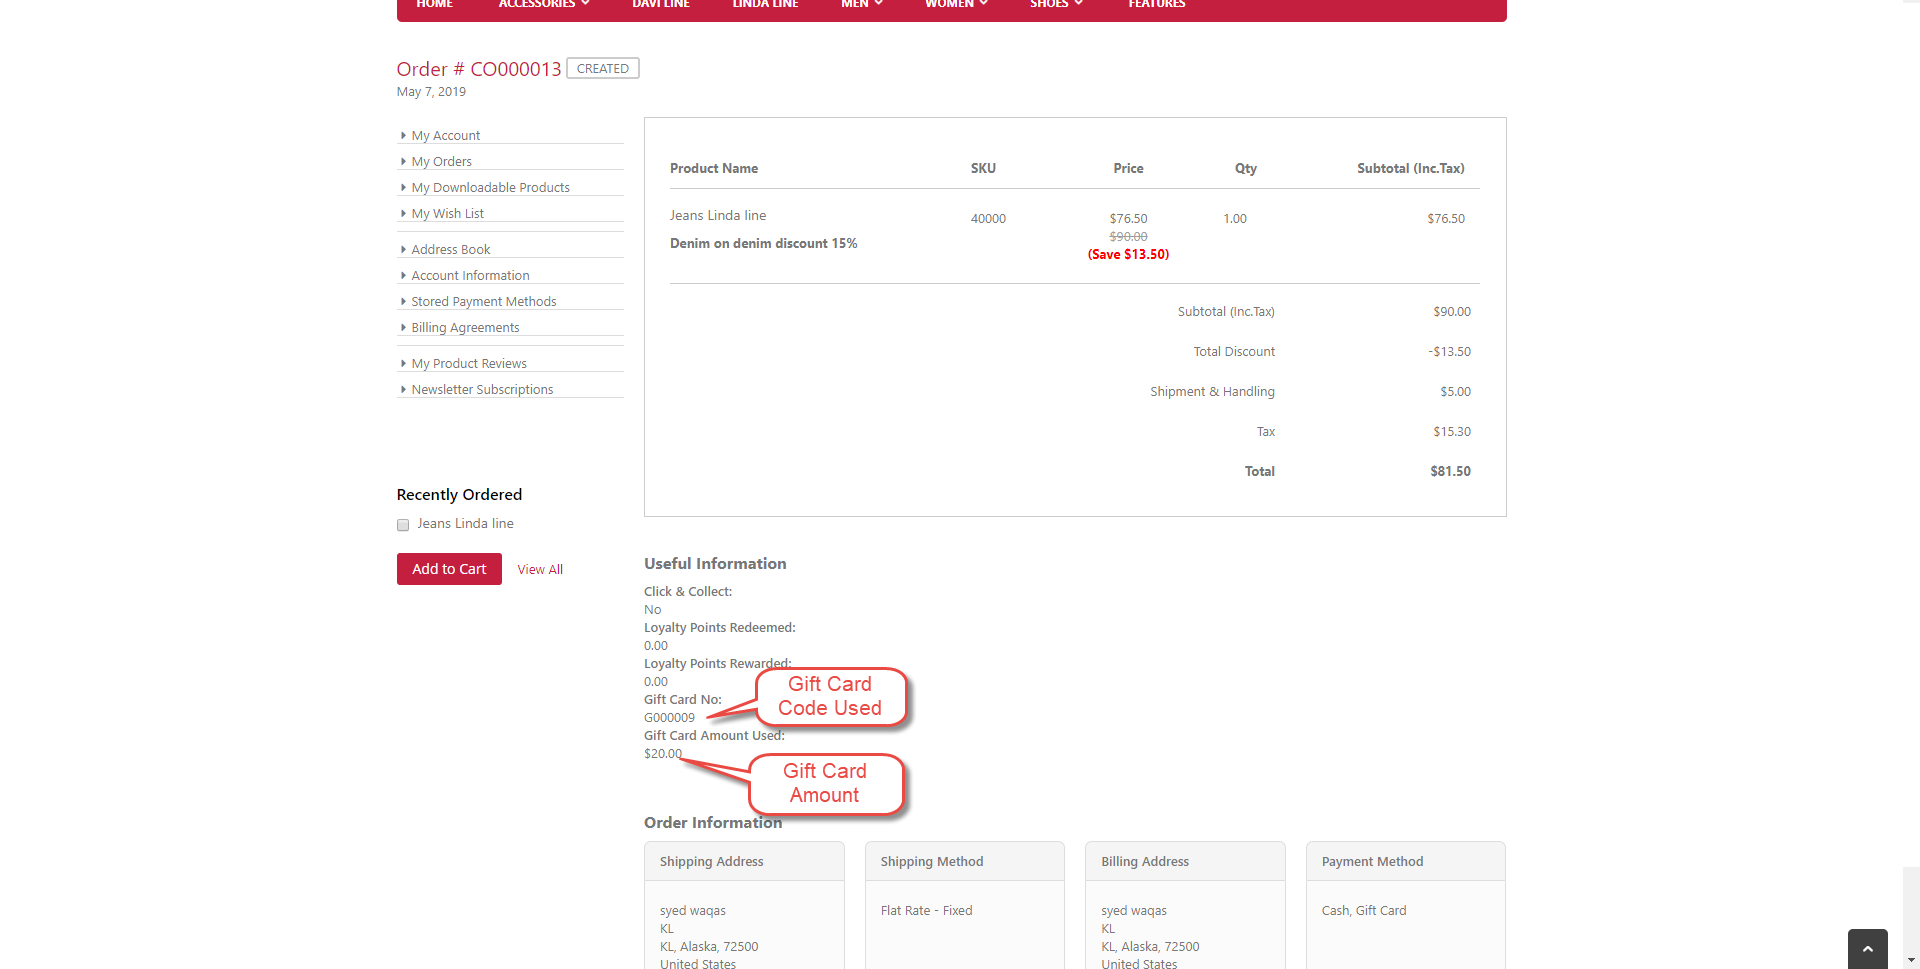 HOME ACCESSORIES DAVI LINE LINDA LINE MEN WOMEN SHOES FEATURES
Order # CO000013 CREATED
May 7, 2019
My Account
My Orders
My Downloadable Products
My Wish List
Address Book
Account Information
Stored Payment Methods
Billing Agreements
My Product Reviews
Newsletter Subscriptions
Recently Ordered
Jeans Linda line
Add to Cart View All
Product Name SKU Price Qty Subtotal (Inc.Tax)
Jeans Linda line 40000 $76.50 1.00 $76.50
$90.00
Denim on denim discount 15%
(Save $13.50)
Subtotal (Inc.Tax) $90.00
Total Discount -$13.50
Shipment & Handling $5.00
Tax $15.30
Total $81.50
Useful Information
Click & Collect:
No
Loyalty Points Redeemed:
0.00
Loyalty Points Rewarded:
0.00
Gift Card No:
G000009
Gift Card Amount Used:
$20.00
Gift Card
Code Used
Gift Card
Amount
Order Information
Shipping Address
syed waqas
KL
KL, Alaska, 72500
United States
Shipping Method
Flat Rate - Fixed
Billing Address
syed waqas
KL
KL, Alaska, 72500
United States
Payment Method
Cash, Gift Card